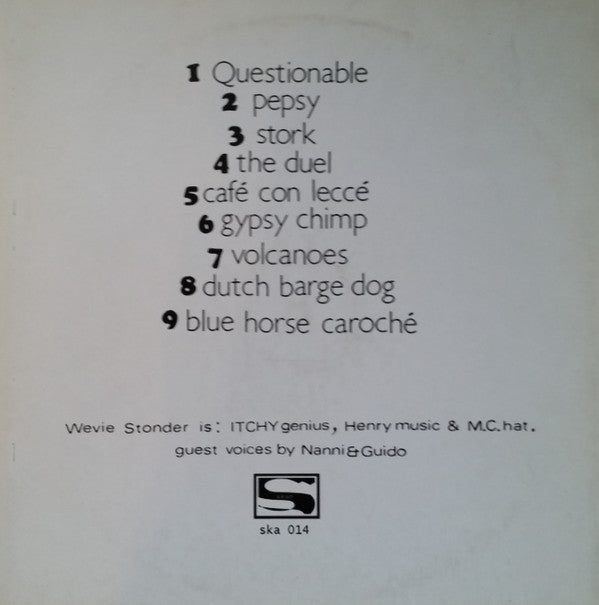 1 Questionable
2 pepsy
3 stork
4 the duel
5 café con leccé
6 gypsy chimp
7 volcanoes
8 dutch barge dog
9 blue horse caroché
Wevie Stonder is: ITCHY genius, Henry music & M.C. hat.
guest voices by Nanni & Guido
ska 014